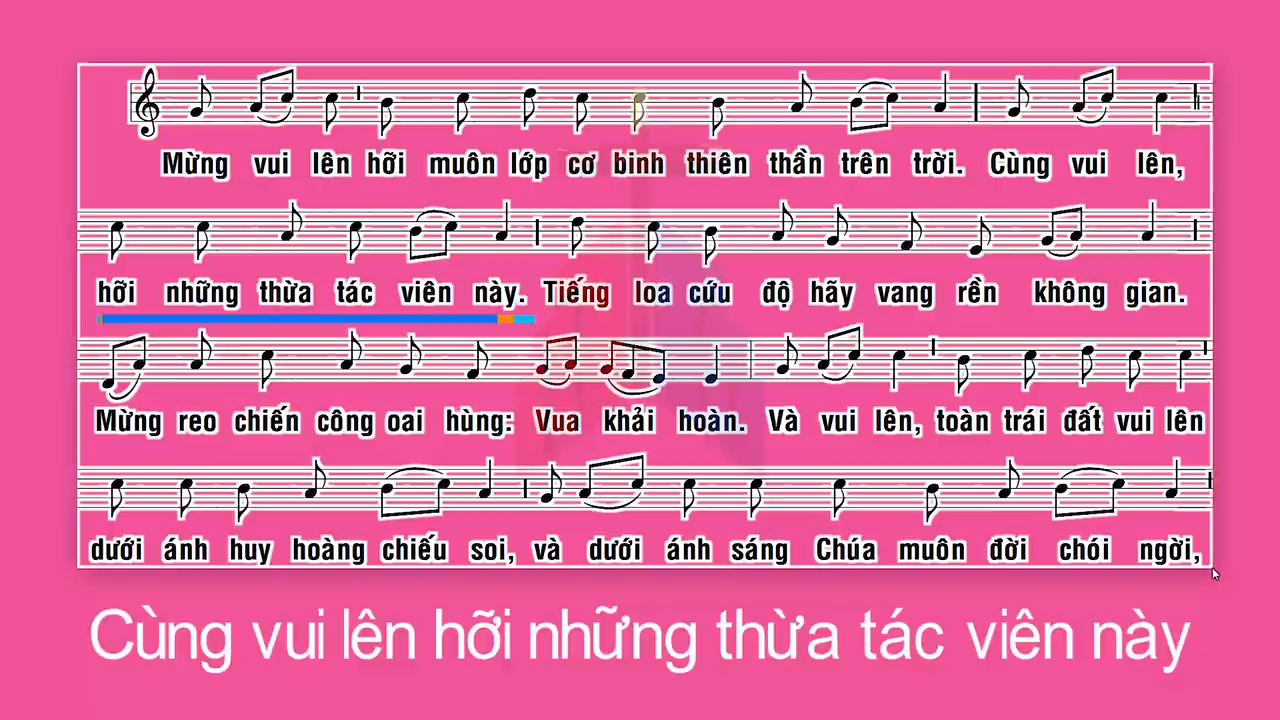 Mừng vui lên hỡi muôn lớp cơ binh thiên thần trên trời. Cùng vui lên,
hỡi những thừa tác viên này. Tiếng loa cứu độ hãy vang rền không gian.
Mừng reo chiến công oai hùng: Vua khải hoàn. Và vui lên, toàn trái đất vui lên
dưới ánh huy hoàng chiếu soi, và dưới ánh sáng Chúa muôn đời chói ngời,
Cùng vui lên hỡi những thừa tác viên này